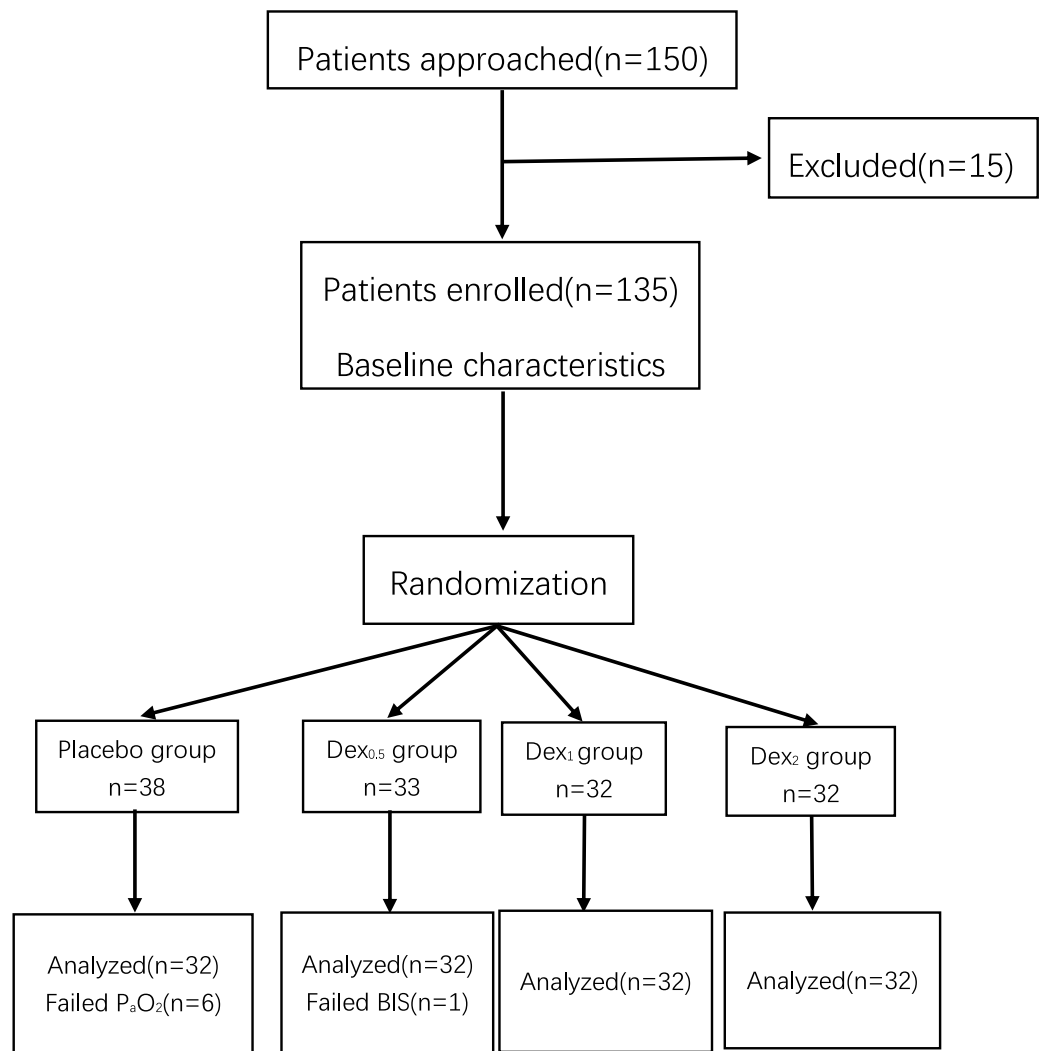 Patients approached(n=150)
Excluded(n=15)
Patients enrolled(n=135)
Baseline characteristics
Randomization
Placebo group
n=38
Dex₀.₅ group
n=33
Dex₁ group
n=32
Dex₂ group
n=32
Analyzed(n=32)
Failed PₐO₂(n=6)
Analyzed(n=32)
Failed BIS(n=1)
Analyzed(n=32)
Analyzed(n=32)